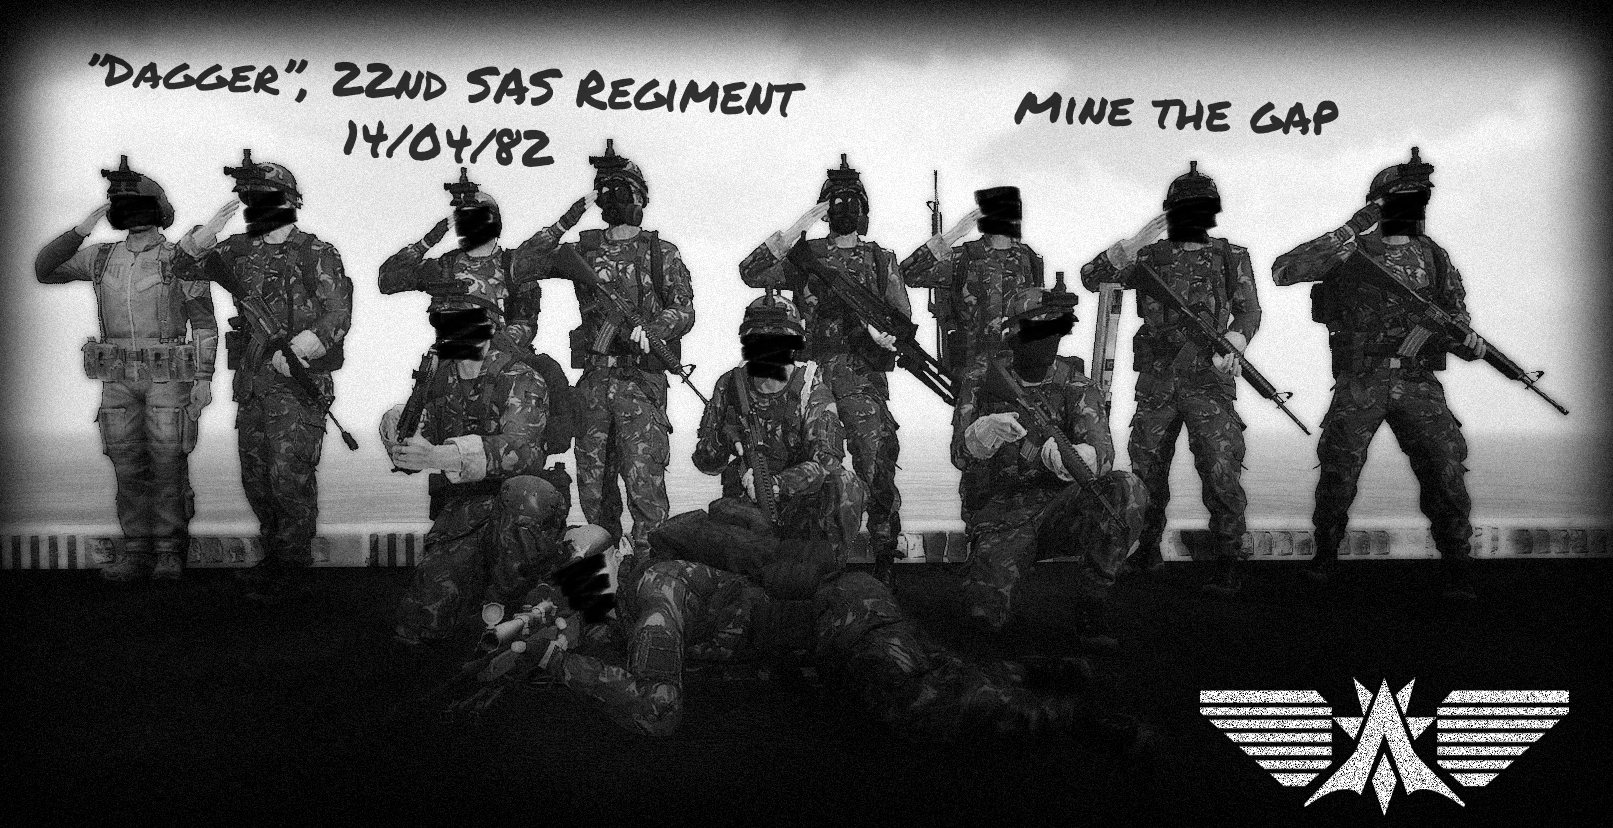 "Dagger", 22nd SAS Regiment
14/04/82
Mine the gap